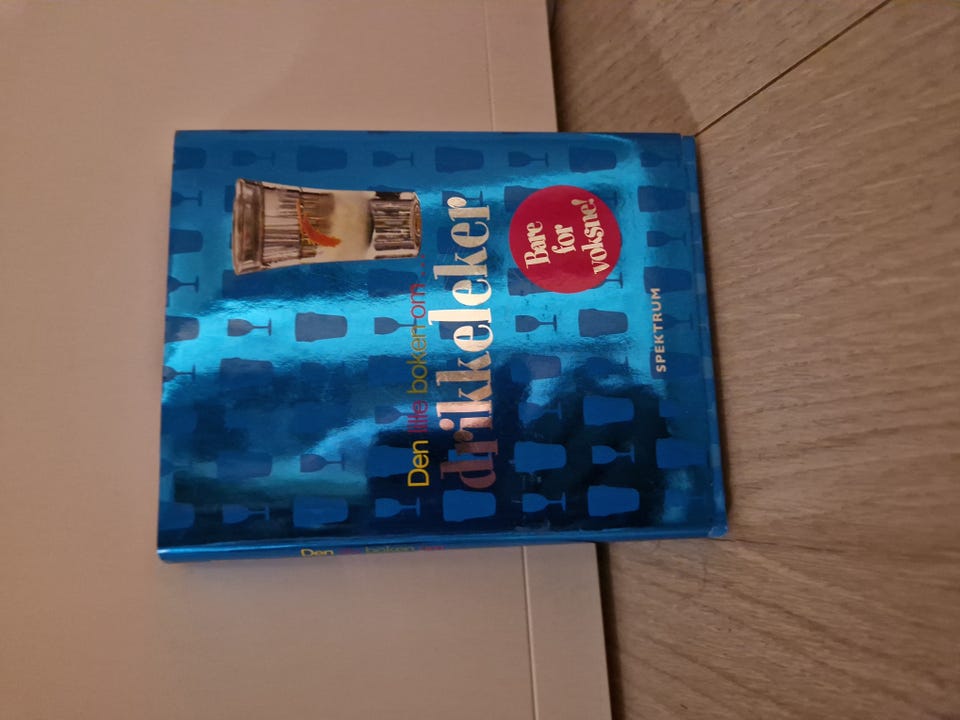 Den lille boken om...
drikkeleker
Bare
for
voksne!
SPEKTRUM
Den lille boken om